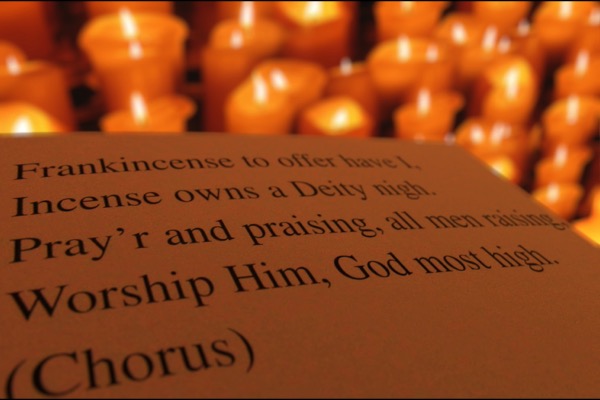 Frankincense to offer have I,
Incense owns a Deity nigh.
Pray'r and praising, all men raising,
Worship Him, God most high.
(Chorus)